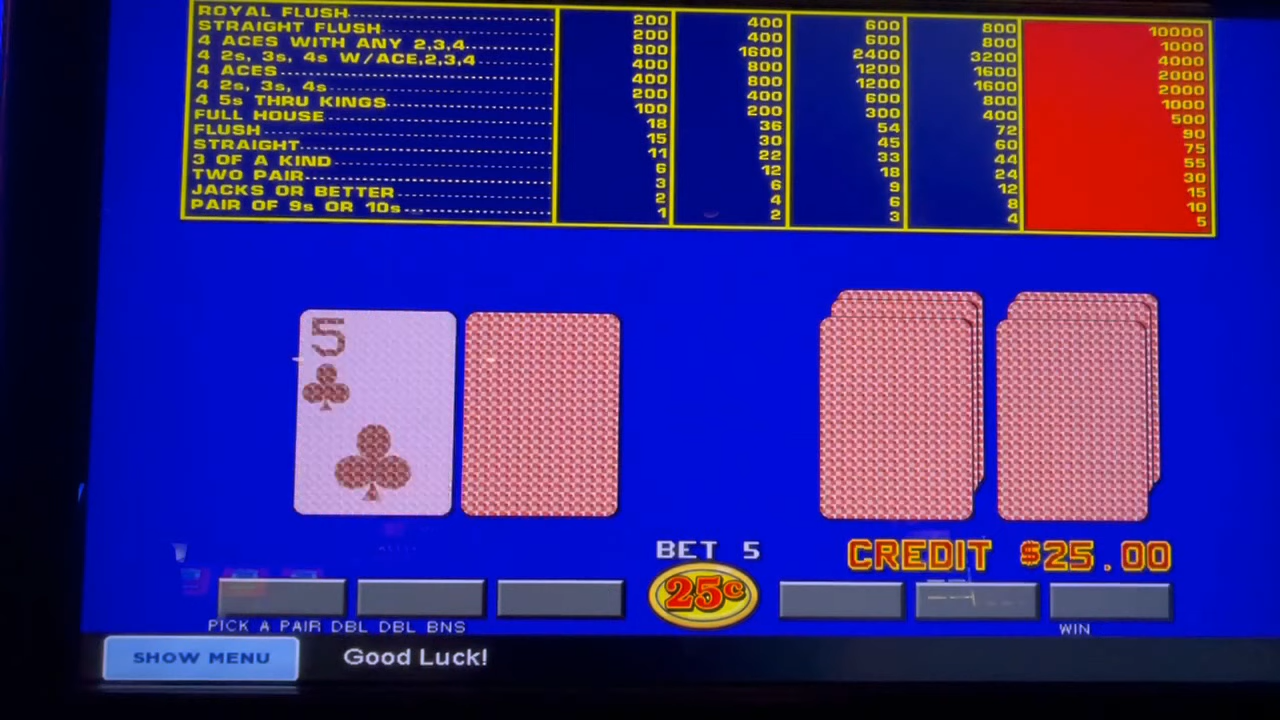 ROYAL FLUSH 200 400 600 800 10000
STRAIGHT FLUSH 200 400 600 800 1000
4 ACES WITH ANY 2,3,4 800 1600 2400 3200 4000
4 2s, 3s, 4s W/ACE,2,3,4 400 800 1200 1600 2000
4 ACES 400 800 1200 1600 2000
4 2s, 3s, 4s 200 400 600 800 1000
4 5s THRU KINGS 100 200 300 400 500
FULL HOUSE 18 36 54 72 90
FLUSH 15 30 45 60 75
STRAIGHT 11 22 33 44 55
3 OF A KIND 6 12 18 24 30
TWO PAIR 3 6 9 12 15
JACKS OR BETTER 2 4 6 8 10
PAIR OF 9s OR 10s 1 2 3 4 5
5
BET 5
CREDIT $25.00
25¢
PICK A PAIR DBL DBL BNS
WIN
SHOW MENU
Good Luck!